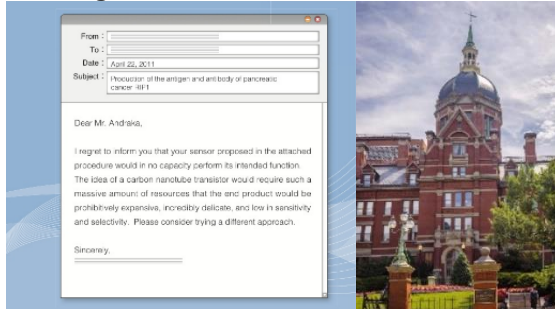 From :
To :
Date : April 22, 2011
Subject : Production of the antigen and antibody of pancreatic
cancer RIP1
Dear Mr. Andraka,
I regret to inform you that your sensor proposed in the attached
procedure would in no capacity perform its intended function.
The idea of a carbon nanotube transistor would require such a
massive amount of resources that the end product would be
prohibitively expensive, incredibly delicate, and low in sensitivity
and selectivity. Please consider trying a different approach.
Sincerely,